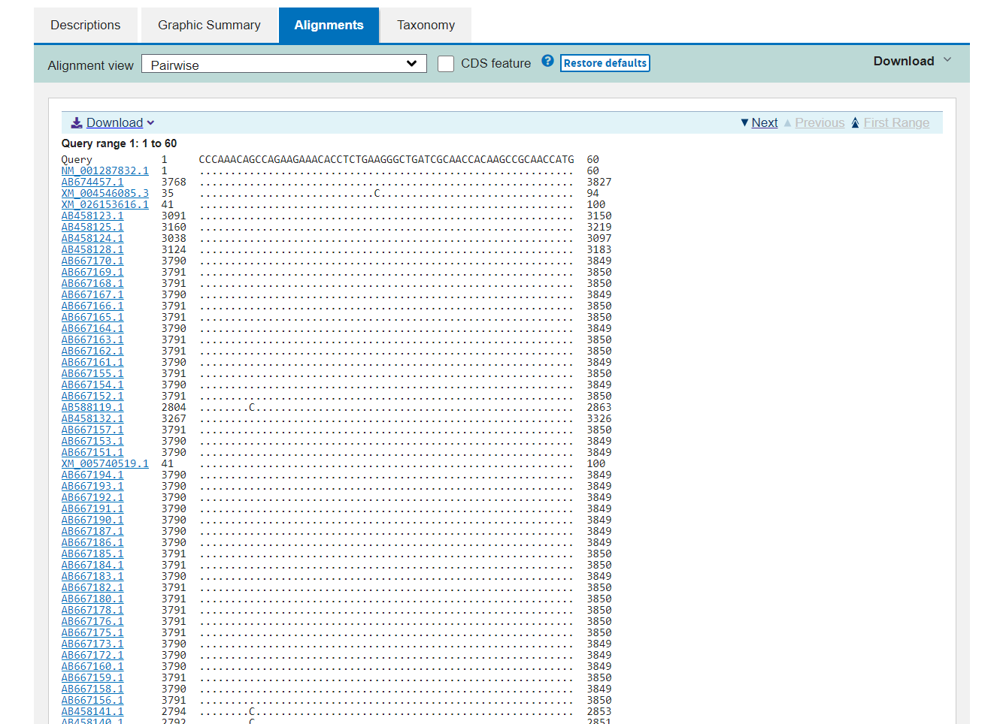 Descriptions
Graphic Summary
Alignments
Taxonomy
Alignment view Pairwise CDS feature ? Restore defaults Download
Download Next Previous First Range
Query range 1: 1 to 60
Query 1 CCCAAACAGCCAGAAGAAACACCTCTGAAGGGCTGATCGCAACCACAAGCCGCAACCATG 60
NM_001287832.1 1 ............................................................ 60
AB674457.1 3768 ............................................................ 3827
XM_004546085.3 35 ............................C............................... 94
XM_026153616.1 41 ............................................................ 100
AB458123.1 3091 ............................................................ 3150
AB458125.1 3160 ............................................................ 3219
AB458124.1 3038 ............................................................ 3097
AB458128.1 3124 ............................................................ 3183
AB667170.1 3790 ............................................................ 3849
AB667169.1 3791 ............................................................ 3850
AB667168.1 3791 ............................................................ 3850
AB667167.1 3790 ............................................................ 3849
AB667166.1 3791 ............................................................ 3850
AB667165.1 3791 ............................................................ 3850
AB667164.1 3790 ............................................................ 3849
AB667163.1 3791 ............................................................ 3850
AB667162.1 3791 ............................................................ 3850
AB667161.1 3790 ............................................................ 3849
AB667155.1 3791 ............................................................ 3850
AB667154.1 3790 ............................................................ 3849
AB667152.1 3791 ............................................................ 3850
AB588119.1 2804 ........C................................................... 2863
AB458132.1 3267 ............................................................ 3326
AB667157.1 3791 ............................................................ 3850
AB667153.1 3790 ............................................................ 3849
AB667151.1 3790 ............................................................ 3849
XM_005740519.1 41 ............................................................ 100
AB667194.1 3790 ............................................................ 3849
AB667193.1 3790 ............................................................ 3849
AB667192.1 3790 ............................................................ 3849
AB667191.1 3790 ............................................................ 3849
AB667190.1 3790 ............................................................ 3849
AB667187.1 3790 ............................................................ 3849
AB667186.1 3790 ............................................................ 3849
AB667185.1 3791 ............................................................ 3850
AB667184.1 3791 ............................................................ 3850
AB667183.1 3790 ............................................................ 3849
AB667182.1 3791 ............................................................ 3850
AB667180.1 3791 ............................................................ 3850
AB667178.1 3791 ............................................................ 3850
AB667176.1 3791 ............................................................ 3850
AB667175.1 3791 ............................................................ 3850
AB667173.1 3790 ............................................................ 3849
AB667172.1 3790 ............................................................ 3849
AB667160.1 3790 ............................................................ 3849
AB667159.1 3791 ............................................................ 3850
AB667158.1 3790 ............................................................ 3849
AB667156.1 3791 ............................................................ 3850
AB458141.1 2794 ........C................................................... 2853
AB458140.1 2792 ........C................................................... 2851